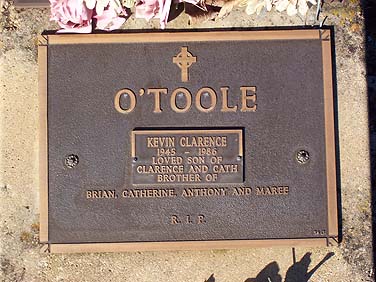 O'TOOLE
KEVIN CLARENCE
1945 - 1986
LOVED SON OF
CLARENCE AND CATH
BROTHER OF
BRIAN, CATHERINE, ANTHONY AND MAREE
R. I. P.